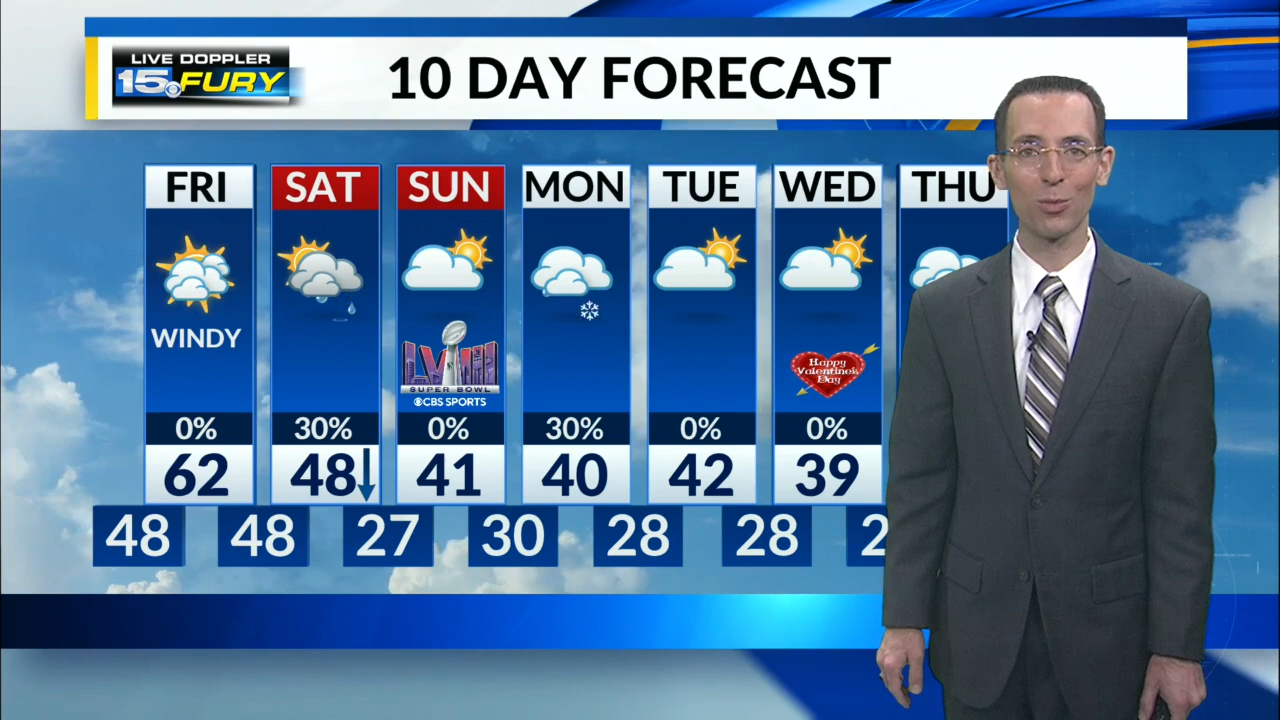 LIVE DOPPLER
15 FURY
10 DAY FORECAST
FRI SAT SUN MON TUE WED THU
WINDY
LVIII
SUPER BOWL
CBS SPORTS
Happy
Valentine's
Day
0% 30% 0% 30% 0% 0%
62 48 41 40 42 39
48 48 27 30 28 28 2